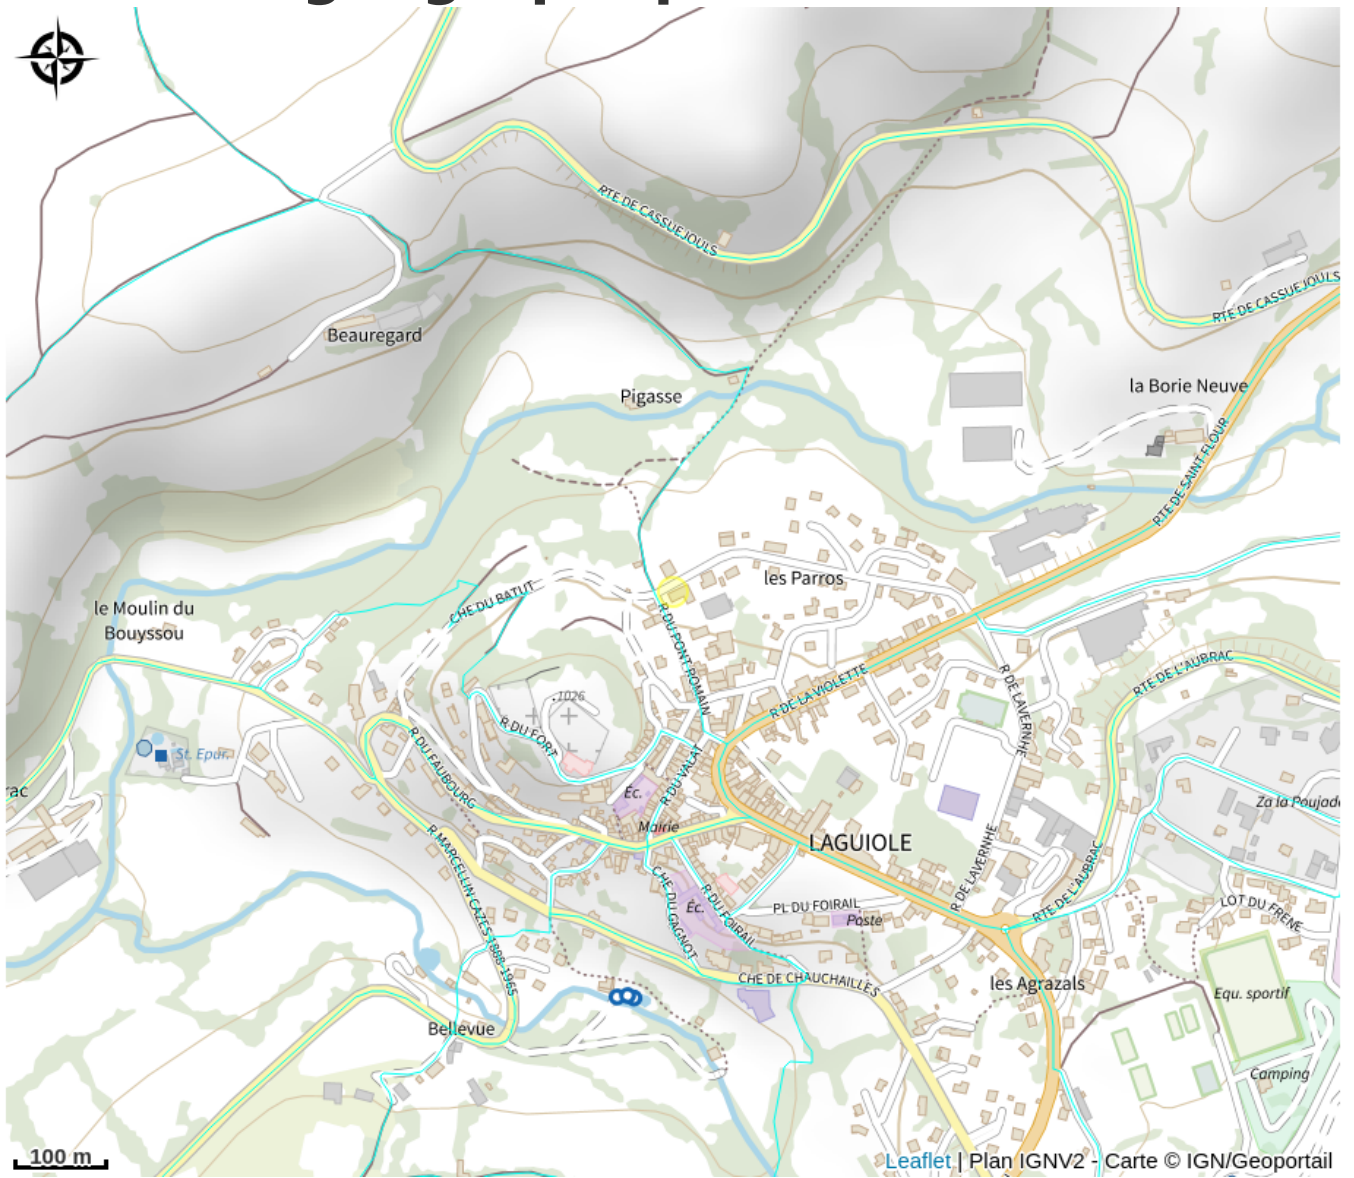 RTE DE CASSUEJOULS
RTE DE CASSUEJOULS
Beauregard
Pigasse
la Borie Neuve
RTE DE SAINT FLOUR
les Parros
CHE DU BATUT
le Moulin du
Bouyssou
R DU PONT ROMAIN
R DE LA VIOLETTE
R DE LAVERNHE
RTE DE L'AUBRAC
.1026
R DU FORT
R DU FAUBOURG
St. Epur.
R DU VALAT
Éc.
Mairie
rac
Za la Poujade
LAGUIOLE
R MARCELLIN CAZES 1888-1965
CHE DU GAGNOT
Éc.
R DU FOIRAIL
PL DU FOIRAIL
Poste
R DE LAVERNHE
RTE DE L'AUBRAC
LOT DU FRENE
CHE DE CHAUCHAILLES
les Agrazals
Equ. sportif
Bellevue
Camping
100 m
Leaflet | Plan IGNV2 - Carte © IGN/Geoportail